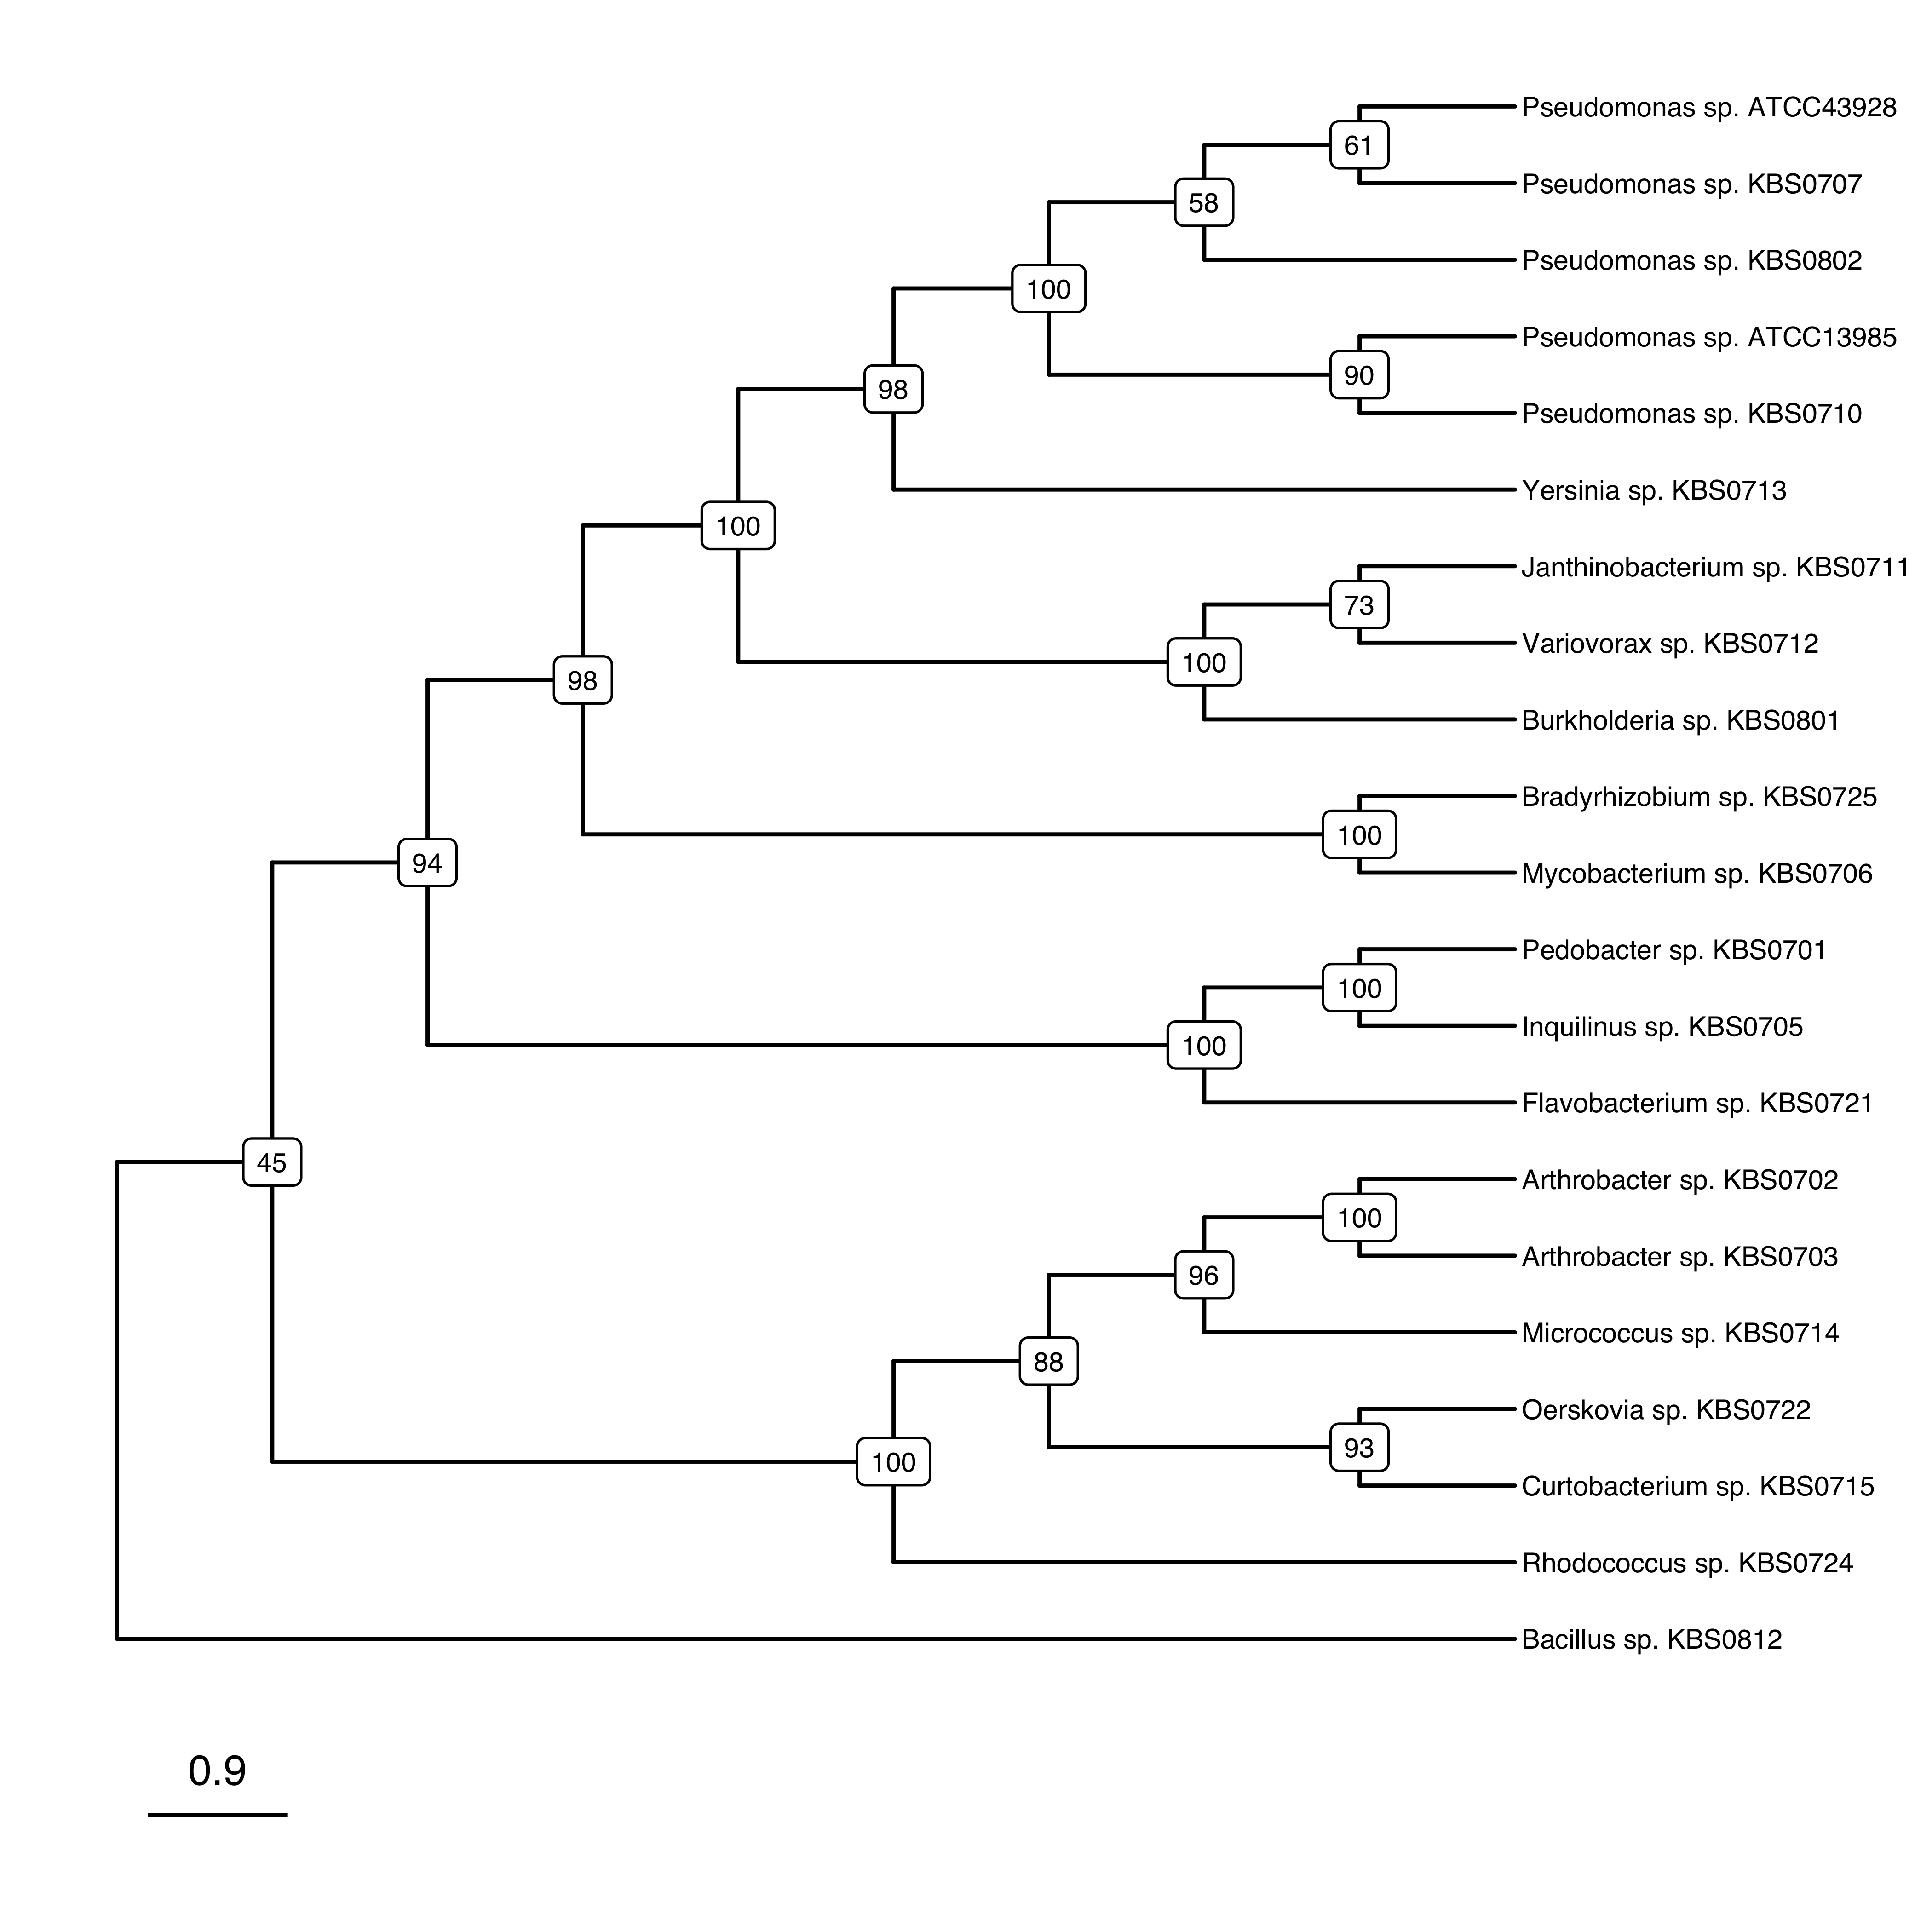 Pseudomonas sp. ATCC43928
61
Pseudomonas sp. KBS0707
58
Pseudomonas sp. KBS0802
100
Pseudomonas sp. ATCC13985
90
98
Pseudomonas sp. KBS0710
Yersinia sp. KBS0713
100
Janthinobacterium sp. KBS0711
73
Variovorax sp. KBS0712
100
98
Burkholderia sp. KBS0801
Bradyrhizobium sp. KBS0725
100
94
Mycobacterium sp. KBS0706
Pedobacter sp. KBS0701
100
Inquilinus sp. KBS0705
100
Flavobacterium sp. KBS0721
45
Arthrobacter sp. KBS0702
100
Arthrobacter sp. KBS0703
96
Micrococcus sp. KBS0714
88
Oerskovia sp. KBS0722
93
100
Curtobacterium sp. KBS0715
Rhodococcus sp. KBS0724
Bacillus sp. KBS0812
0.9